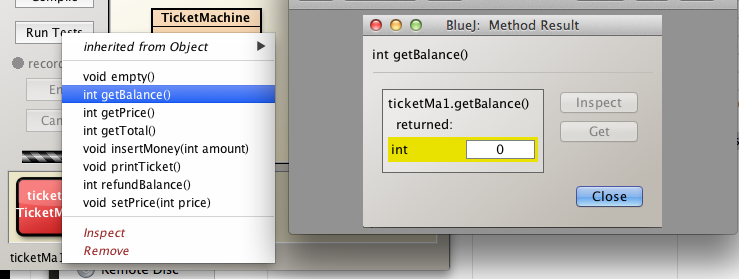 Compile
TicketMachine
Run Tests
inherited from Object
void empty()
int getBalance()
int getPrice()
int getTotal()
void insertMoney(int amount)
void printTicket()
int refundBalance()
void setPrice(int price)
Inspect
Remove
recor
En
Can
ticket
TicketM
ticketMa1
Remote Disc
BlueJ: Method Result
int getBalance()
ticketMa1.getBalance()
returned:
int 0
Inspect
Get
Close